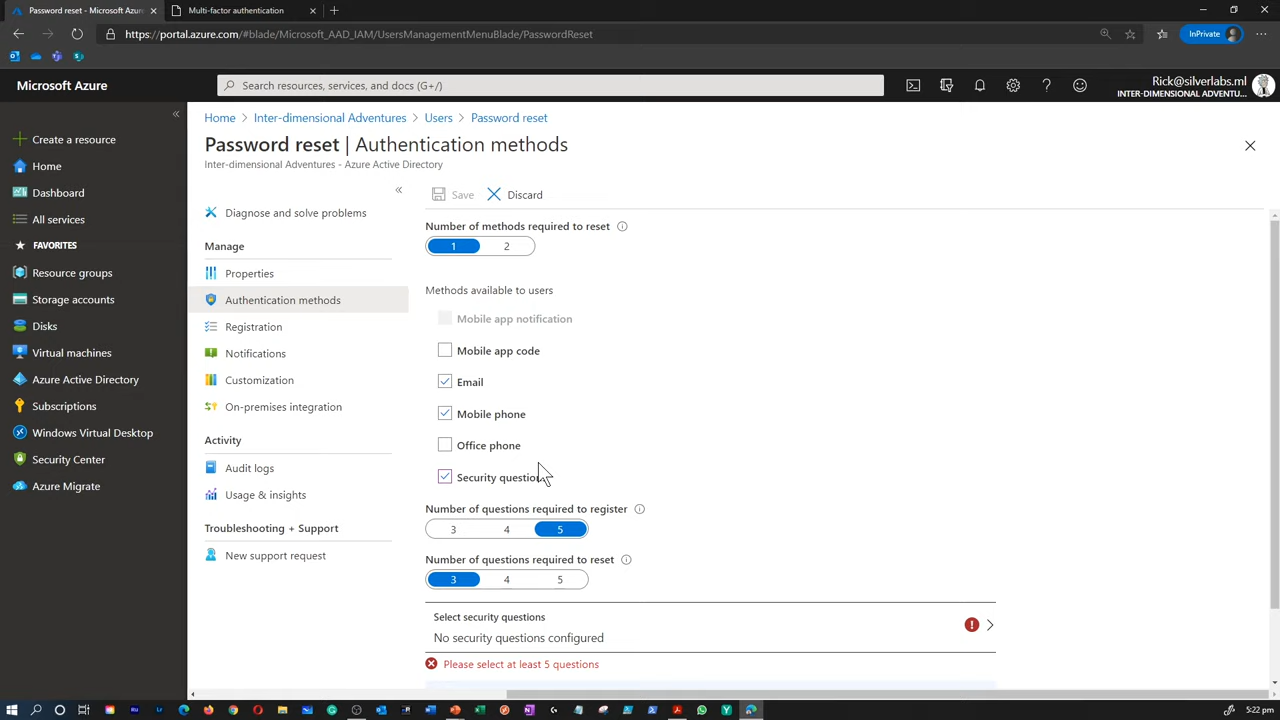 Password reset - Microsoft Azure
Multi-factor authentication
https://portal.azure.com/#blade/Microsoft_AAD_IAM/UsersManagementMenuBlade/PasswordReset
InPrivate
Microsoft Azure
Search resources, services, and docs (G+/)
Rick@silverlabs.ml
INTER-DIMENSIONAL ADVENTU...
Create a resource
Home
Dashboard
All services
FAVORITES
Resource groups
Storage accounts
Disks
Virtual machines
Azure Active Directory
Subscriptions
Windows Virtual Desktop
Security Center
Azure Migrate
Home > Inter-dimensional Adventures > Users > Password reset
Password reset | Authentication methods
Inter-dimensional Adventures - Azure Active Directory
Diagnose and solve problems
Manage
Properties
Authentication methods
Registration
Notifications
Customization
On-premises integration
Activity
Audit logs
Usage & insights
Troubleshooting + Support
New support request
Save
Discard
Number of methods required to reset
1 2
Methods available to users
Mobile app notification
Mobile app code
Email
Mobile phone
Office phone
Security question
Number of questions required to register
3 4 5
Number of questions required to reset
3 4 5
Select security questions
No security questions configured
Please select at least 5 questions
5:22 pm